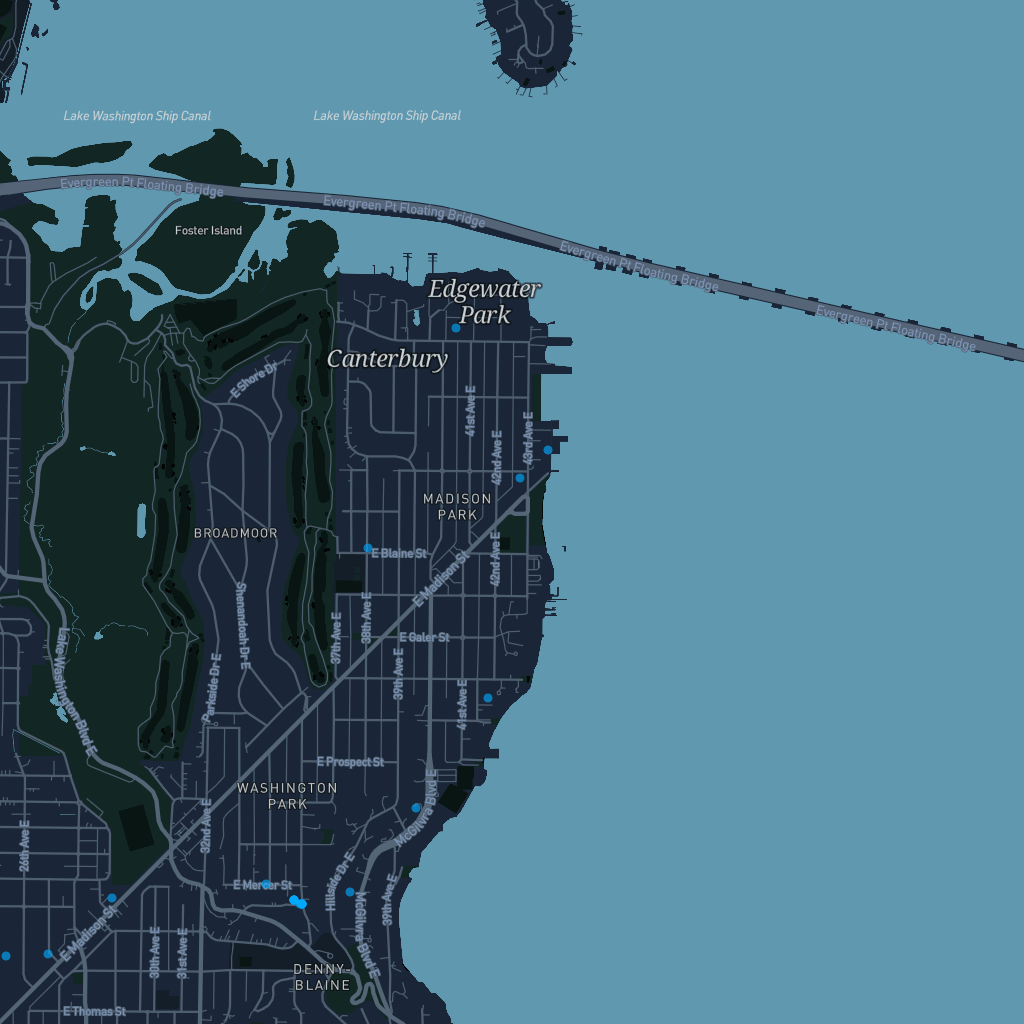 Lake Washington Ship Canal
Lake Washington Ship Canal
Evergreen Pt Floating Bridge
Evergreen Pt Floating Bridge
Foster Island
Evergreen Pt Floating Bridge
Evergreen Pt Floating Bridge
Edgewater
Park
Canterbury
E Shore Dr
41st Ave E
42nd Ave E
43rd Ave E
MADISON
PARK
BROADMOOR
E Blaine St
42nd Ave E
E Madison St
Shenandoah Dr E
37th Ave E
38th Ave E
E Galer St
39th Ave E
Lake Washington Blvd E
Parkside Dr E
41st Ave E
E Prospect St
WASHINGTON
PARK
McGilvra Blvd E
32nd Ave E
26th Ave E
E Mercer St
Hillside Dr E
39th Ave E
McGilvra Blvd E
E Madison St
30th Ave E
31st Ave E
DENNY-
BLAINE
E Thomas St